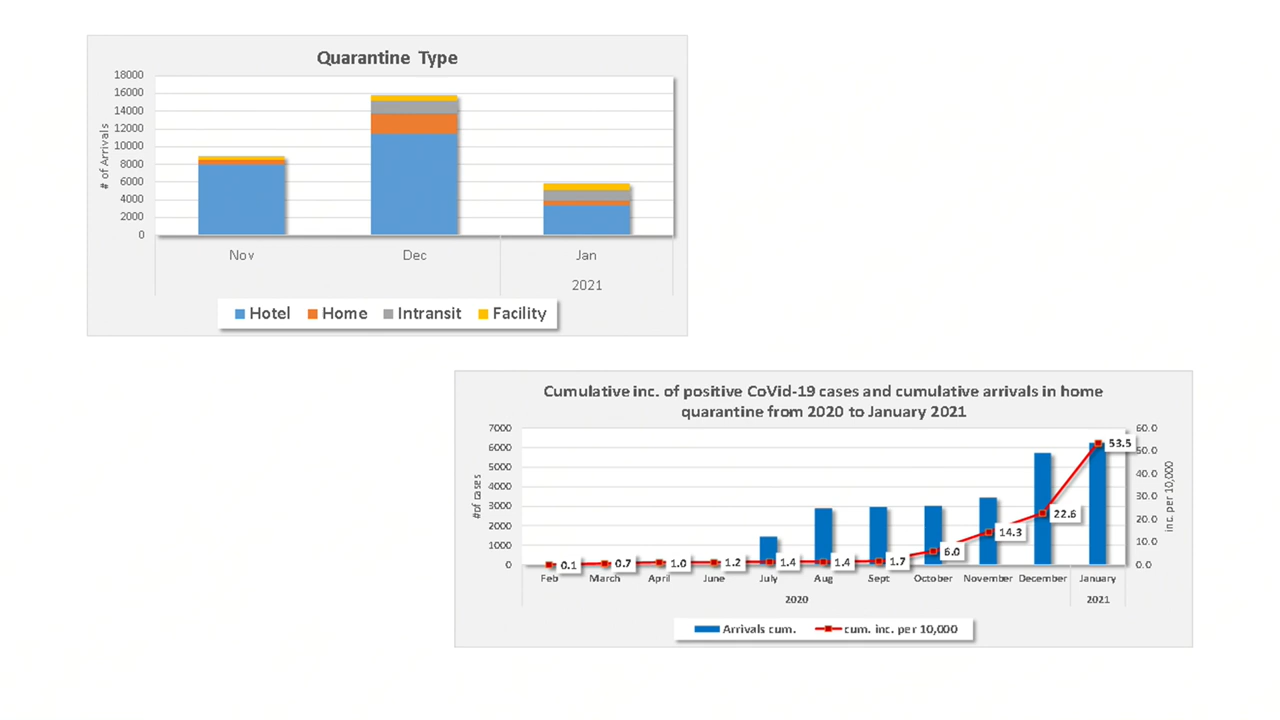 Quarantine Type
18000
16000
14000
12000
10000
8000
6000
4000
2000
0
# of Arrivals
Nov Dec Jan
2021
Hotel Home Intransit Facility
Cumulative inc. of positive CoVid-19 cases and cumulative arrivals in home
quarantine from 2020 to January 2021
7000
6000
5000
4000
3000
2000
1000
0
#of cases
60.0
50.0
40.0
30.0
20.0
10.0
0.0
inc. per 10,000
0.1 0.7 1.0 1.2 1.4 1.4 1.7 6.0 14.3 22.6 53.5
Feb March April June July Aug Sept October November December January
2020 2021
Arrivals cum. cum. inc. per 10,000